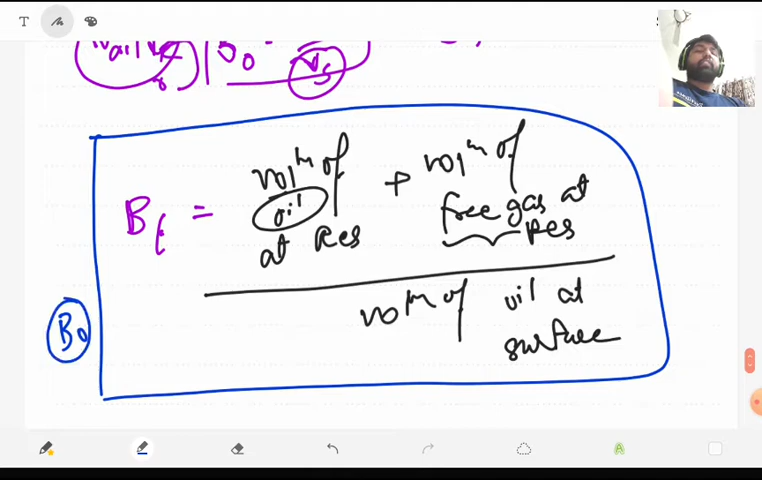 Bt = volm of oil at Res + volm of free gas at Res
volm of oil at surface
Bo
T
A